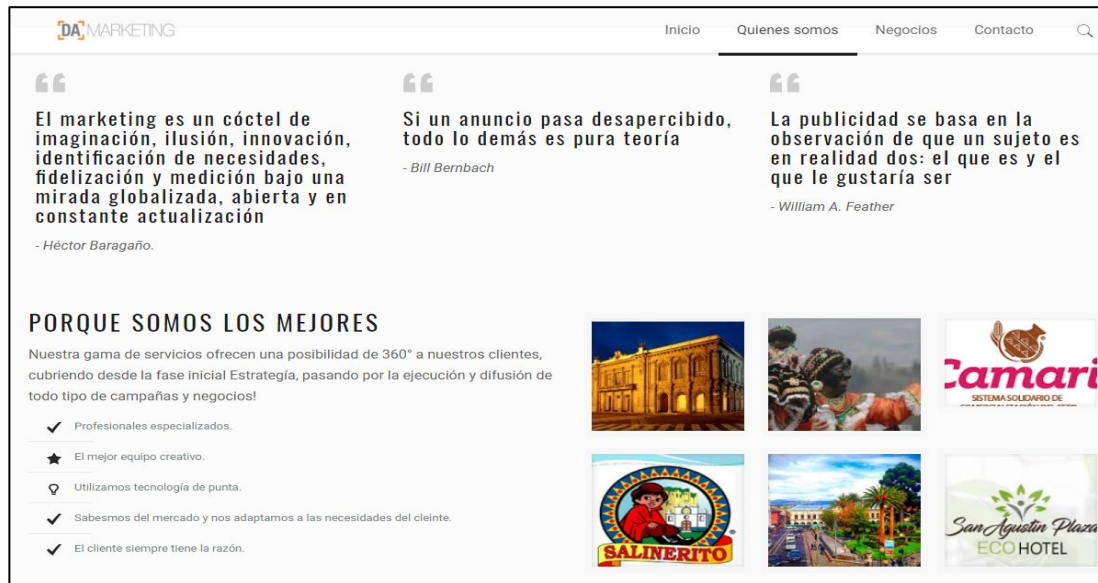 [DA] MARKETING
Inicio Quienes somos Negocios Contacto
El marketing es un cóctel de
imaginación, ilusión, innovación,
identificación de necesidades,
fidelización y medición bajo una
mirada globalizada, abierta y en
constante actualización
- Héctor Baragaño.
Si un anuncio pasa desapercibido,
todo lo demás es pura teoría
- Bill Bernbach
La publicidad se basa en la
observación de que un sujeto es
en realidad dos: el que es y el
que le gustaría ser
- William A. Feather
PORQUE SOMOS LOS MEJORES
Nuestra gama de servicios ofrecen una posibilidad de 360° a nuestros clientes,
cubriendo desde la fase inicial Estrategía, pasando por la ejecución y difusión de
todo tipo de campañas y negocios!
Profesionales especializados.
El mejor equipo creativo.
Utilizamos tecnología de punta.
Sabesmos del mercado y nos adaptamos a las necesidades del cleinte.
El cliente siempre tiene la razón.
Camari
SISTEMA SOLIDARIO DE
SALINERITO
San Agustín Plaza
ECO HOTEL